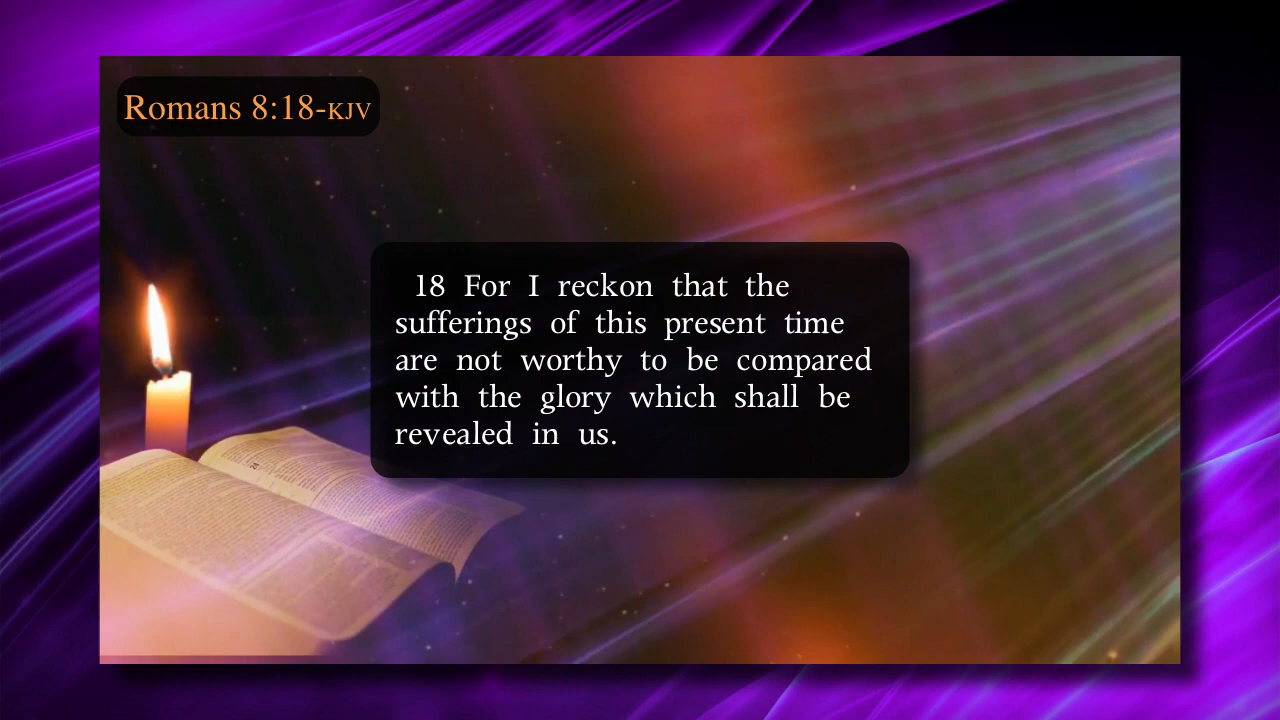 Romans 8:18-KJV
18 For I reckon that the
sufferings of this present time
are not worthy to be compared
with the glory which shall be
revealed in us.